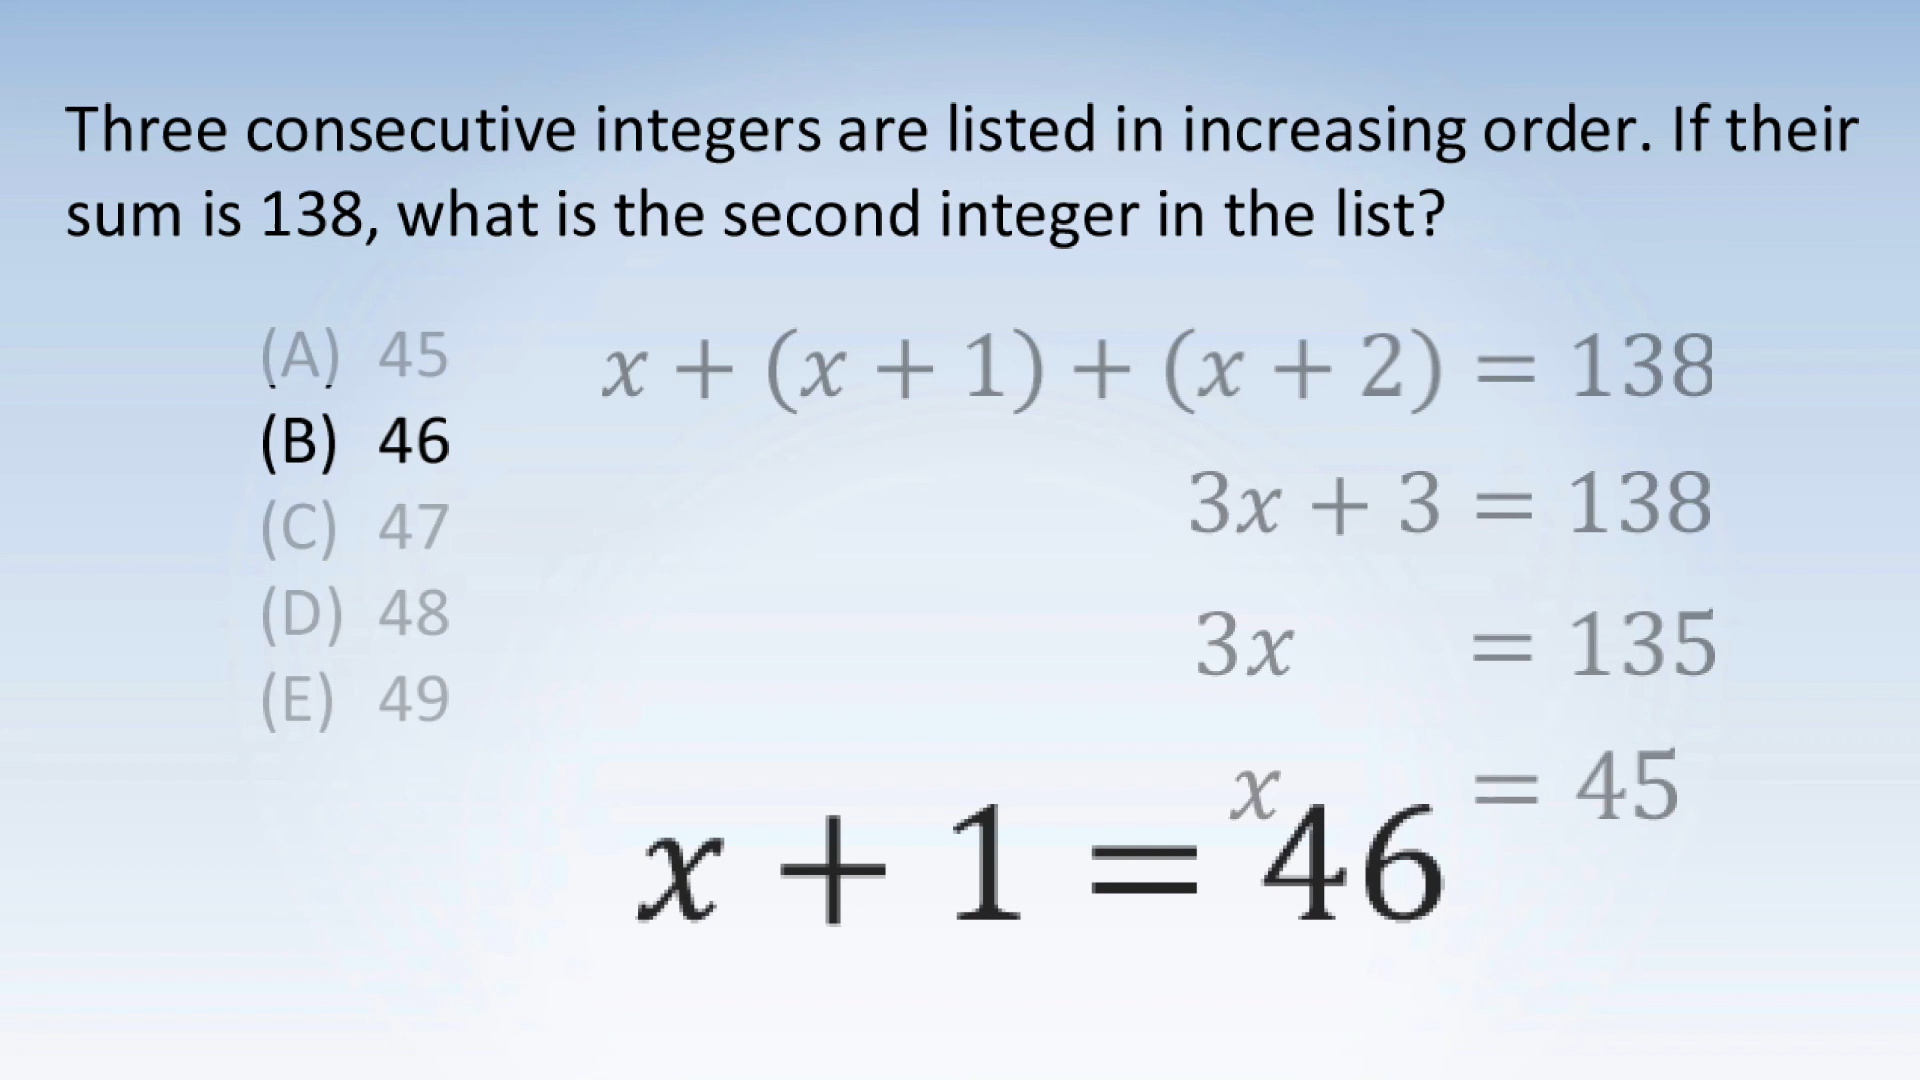 Three consecutive integers are listed in increasing order. If their
sum is 138, what is the second integer in the list?
(A) 45
(B) 46
(C) 47
(D) 48
(E) 49
x + (x + 1) + (x + 2) = 138
3x + 3 = 138
3x = 135
x = 45
x + 1 = 46